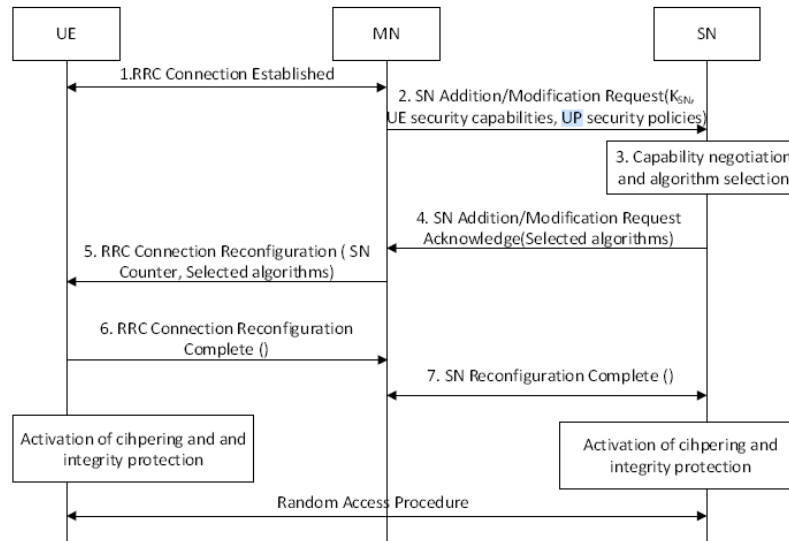 UE
MN
SN
1.RRC Connection Established
2. SN Addition/Modification Request(KSN,
UE security capabilities, UP security policies)
3. Capability negotiation
and algorithm selection
4. SN Addition/Modification Request
Acknowledge(Selected algorithms)
5. RRC Connection Reconfiguration ( SN
Counter, Selected algorithms)
6. RRC Connection Reconfiguration
Complete ()
7. SN Reconfiguration Complete ()
Activation of cihpering and and
integrity protection
Activation of cihpering and
integrity protection
Random Access Procedure